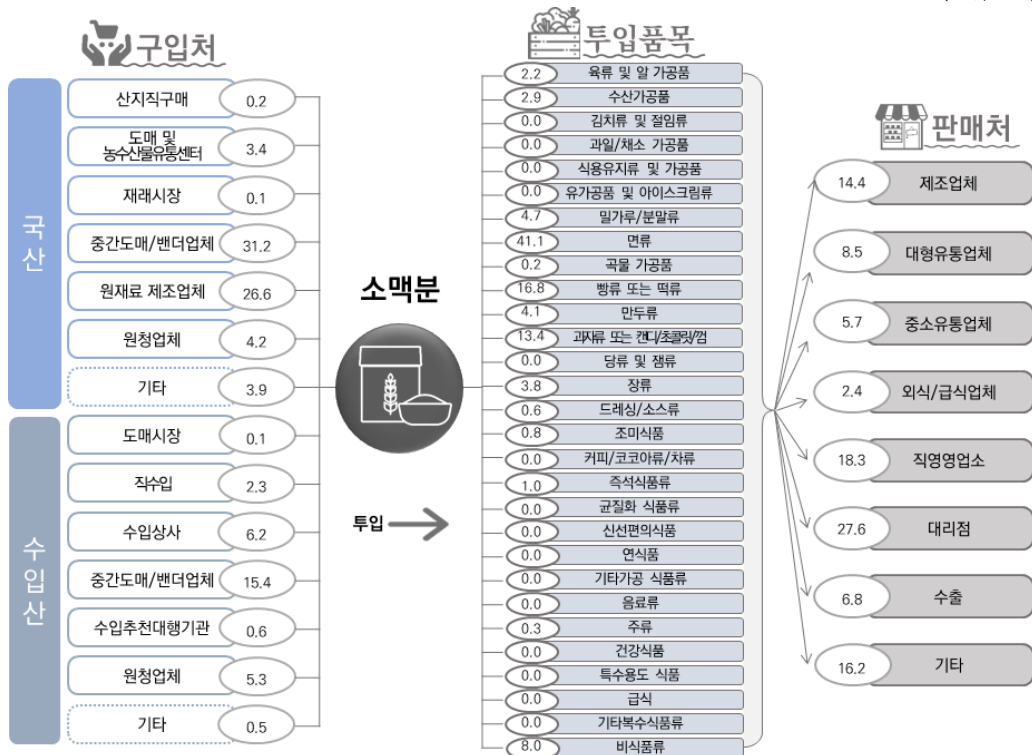 구입처
국산
산지직구매 0.2
도매 및
농수산물유통센터 3.4
재래시장 0.1
중간도매/밴더업체 31.2
원재료 제조업체 26.6
원청업체 4.2
기타 3.9
수입산
도매시장 0.1
직수입 2.3
수입상사 6.2
중간도매/밴더업체 15.4
수입추천대행기관 0.6
원청업체 5.3
기타 0.5
소맥분
투입
투입품목
2.2 육류 및 알 가공품
2.9 수산가공품
0.0 김치류 및 절임류
0.0 과일/채소 가공품
0.0 식용유지류 및 가공품
0.0 유가공품 및 아이스크림류
4.7 밀가루/분말류
41.1 면류
0.2 곡물 가공품
16.8 빵류 또는 떡류
4.1 만두류
13.4 과자류 또는 캔디/초콜릿/껌
0.0 당류 및 잼류
3.8 장류
0.6 드레싱/소스류
0.8 조미식품
0.0 커피/코코아류/차류
1.0 즉석식품류
0.0 균질화 식품류
0.0 신선편의식품
0.0 연식품
0.0 기타가공 식품류
0.0 음료류
0.3 주류
0.0 건강식품
0.0 특수용도 식품
0.0 급식
0.0 기타복수식품류
8.0 비식품류
판매처
14.4 제조업체
8.5 대형유통업체
5.7 중소유통업체
2.4 외식/급식업체
18.3 직영영업소
27.6 대리점
6.8 수출
16.2 기타